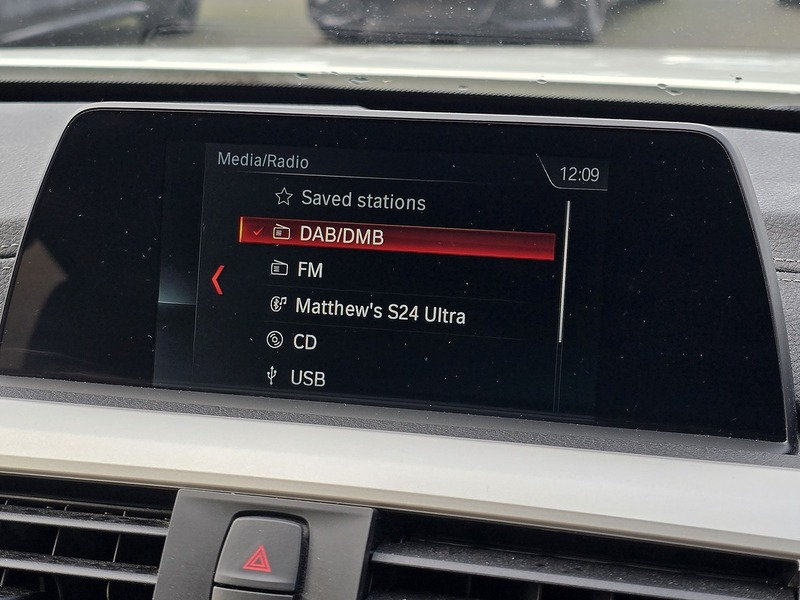 Media/Radio
12:09
Saved stations
DAB/DMB
FM
Matthew's S24 Ultra
CD
USB